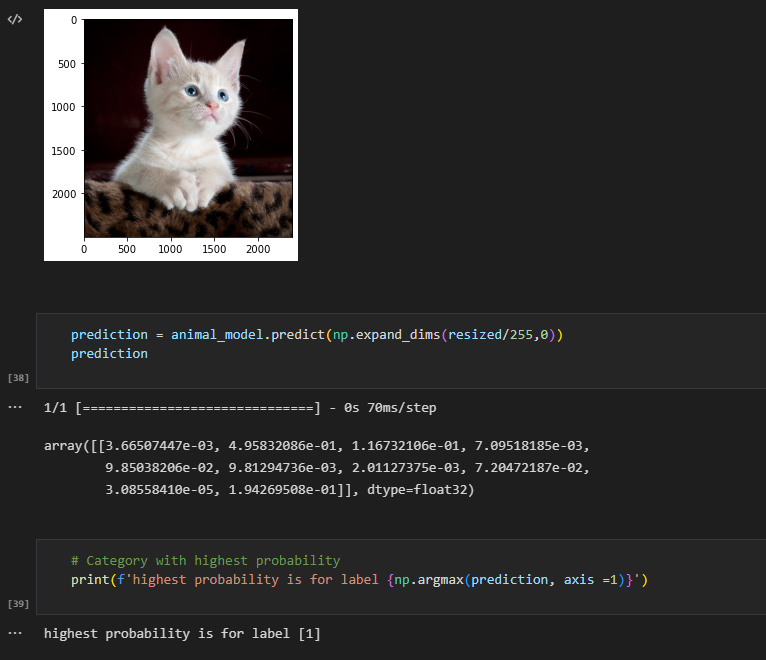 0
500
1000
1500
2000
0 500 1000 1500 2000
prediction = animal_model.predict(np.expand_dims(resized/255,0))
prediction
[38]
1/1 [==============================] - 0s 70ms/step
array([[3.66507447e-03, 4.95832086e-01, 1.16732106e-01, 7.09518185e-03,
9.85038206e-02, 9.81294736e-03, 2.01127375e-03, 7.20472187e-02,
3.08558410e-05, 1.94269508e-01]], dtype=float32)
# Category with highest probability
print(f'highest probability is for label {np.argmax(prediction, axis =1)}')
[39]
highest probability is for label [1]